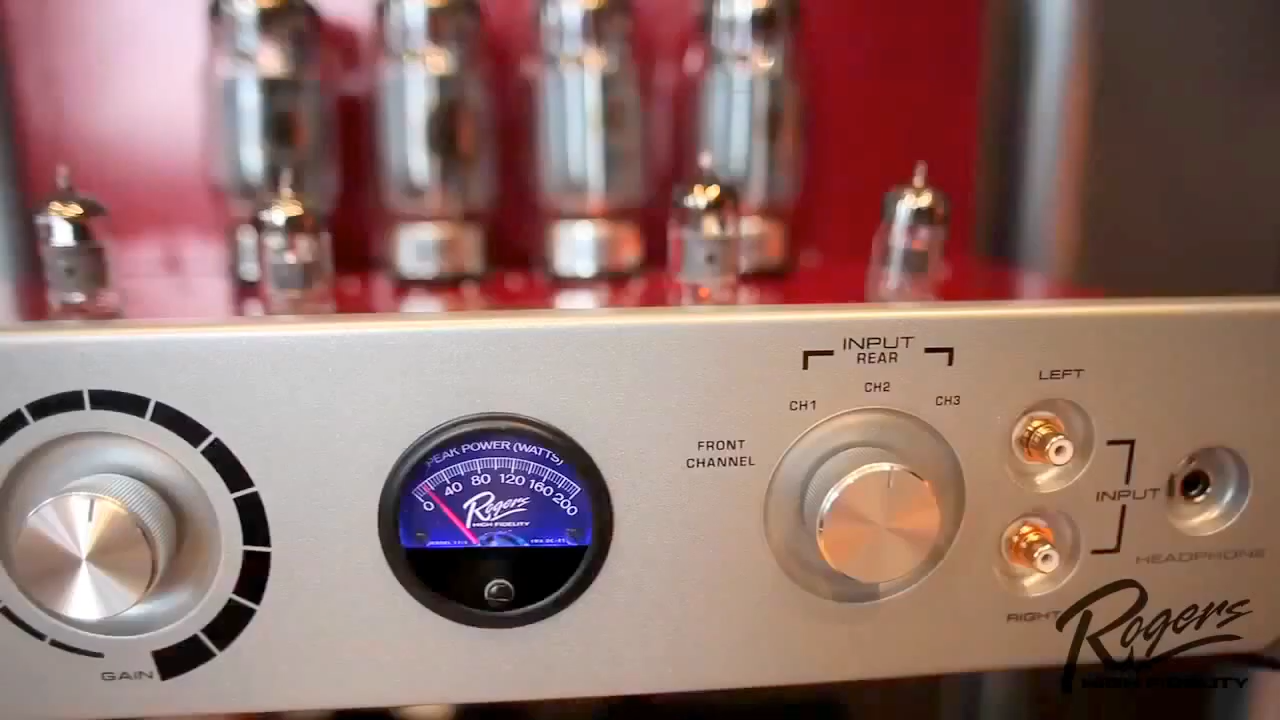 INPUT
REAR
CH1
CH2
CH3
FRONT
CHANNEL
LEFT
INPUT
RIGHT
HEADPHONE
GAIN
PEAK POWER (WATTS)
0 40 80 120 160 200
Rogers
HIGH FIDELITY
Rogers
HIGH FIDELITY